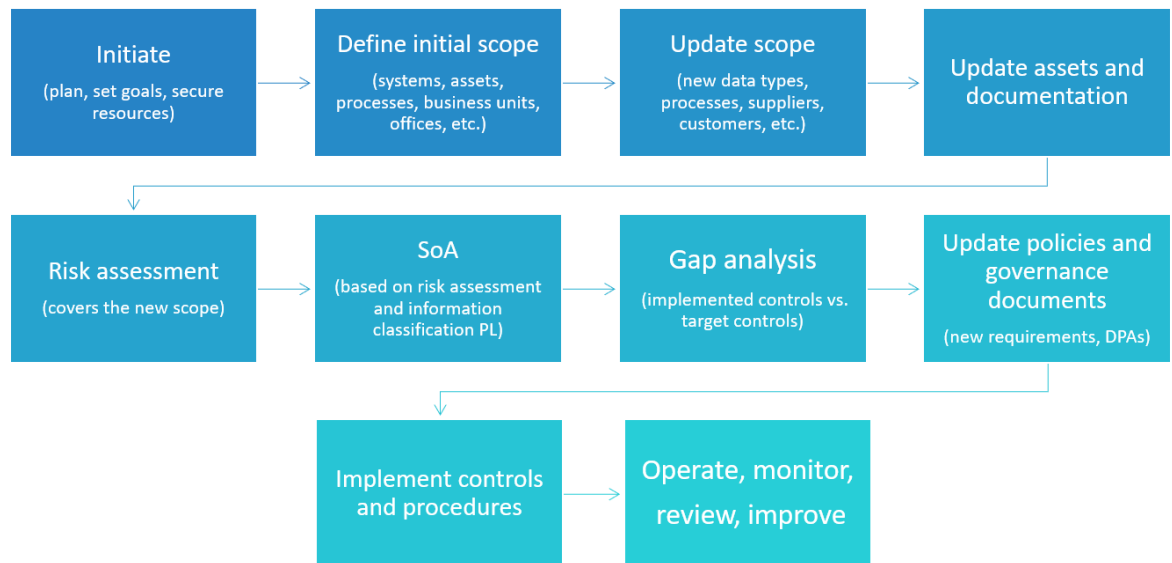 Initiate
(plan, set goals, secure
resources)
Define initial scope
(systems, assets,
processes, business units,
offices, etc.)
Update scope
(new data types,
processes, suppliers,
customers, etc.)
Update assets and
documentation
Risk assessment
(covers the new scope)
SoA
(based on risk assessment
and information
classification PL)
Gap analysis
(implemented controls vs.
target controls)
Update policies and
governance
documents
(new requirements, DPAs)
Implement controls
and procedures
Operate, monitor,
review, improve